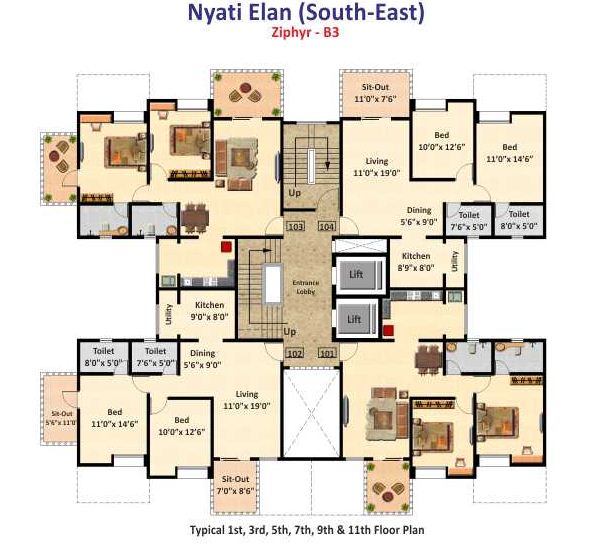 Nyati Elan (South-East)
Ziphyr - B3
Sit-Out
11'0"x 7'6"
Bed
10'0"x 12'6"
Bed
11'0"x 14'6"
Living
11'0"x 19'0"
Up
Dining
5'6"x 9'0"
Toilet
7'6"x 5'0"
Toilet
8'0"x 5'0"
103
104
Kitchen
8'9"x 8'0"
Utility
Lift
Entrance
Lobby
Lift
Utility
Kitchen
9'0"x 8'0"
Up
Toilet
8'0"x 5'0"
Toilet
7'6"x 5'0"
Dining
5'6"x 9'0"
102
101
Living
11'0"x 19'0"
Sit-Out
5'6"x 11'0"
Bed
11'0"x 14'6"
Bed
10'0"x 12'6"
Sit-Out
7'0"x 8'6"
Typical 1st, 3rd, 5th, 7th, 9th & 11th Floor Plan